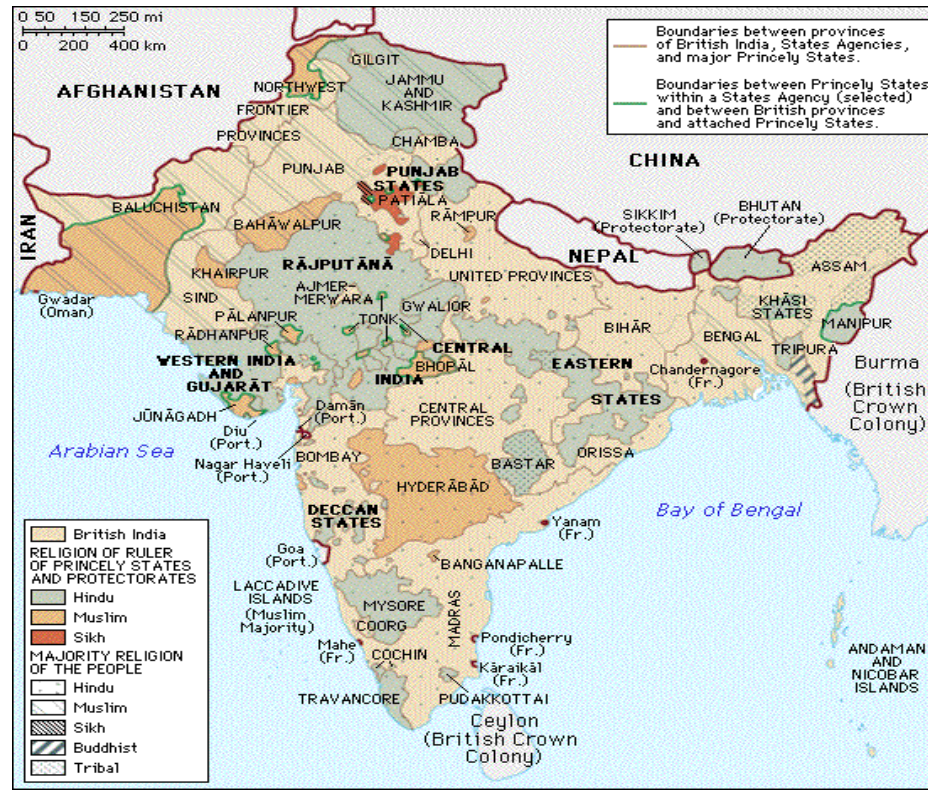 0 50 150 250 mi
0 200 400 km
Boundaries between provinces
of British India, States Agencies,
and major Princely States.
Boundaries between Princely States
within a States Agency (selected)
and between British provinces
and attached Princely States.
AFGHANISTAN
GILGIT
NORTHWEST
FRONTIER
PROVINCES
JAMMU
AND
KASHMIR
CHAMBA
CHINA
PUNJAB
PUNJAB
STATES
PATIĀLA
IRAN
BALUCHISTAN
BAHĀWALPUR
RĀMPUR
DELHI
SIKKIM
(Protectorate)
BHUTAN
(Protectorate)
NEPAL
ASSAM
KHAIRPUR
RĀJPUTĀNĀ
UNITED PROVINCES
Gwadar
(Oman)
SIND
AJMER-
MERWARA
GWALIOR
KHĀSI
STATES
PĀLANPUR
TONK
BIHĀR
BENGAL
MANIPUR
RĀDHANPUR
CENTRAL
INDIA
BHOPĀL
EASTERN
STATES
TRIPURA
WESTERN INDIA
AND
GUJARĀT
Chandernagore
(Fr.)
Burma
(British
Crown
Colony)
JŪNĀGADH
Diu
(Port.)
Damān
(Port.)
CENTRAL
PROVINCES
Arabian Sea
Nagar Haveli
(Port.)
BOMBAY
BASTAR
ORISSA
HYDERĀBĀD
DECCAN
STATES
Yanam
(Fr.)
Bay of Bengal
Goa
(Port.)
BANGANAPALLE
LACCADIVE
ISLANDS
(Muslim
Majority)
MYSORE
COORG
MADRAS
Mahe
(Fr.)
Pondicherry
(Fr.)
COCHIN
Kāraikāl
(Fr.)
ANDAMAN
AND
NICOBAR
ISLANDS
TRAVANCORE
PUDAKKOTTAI
Ceylon
(British Crown
Colony)
British India
RELIGION OF RULER
OF PRINCELY STATES
AND PROTECTORATES
Hindu
Muslim
Sikh
MAJORITY RELIGION
OF THE PEOPLE
Hindu
Muslim
Sikh
Buddhist
Tribal